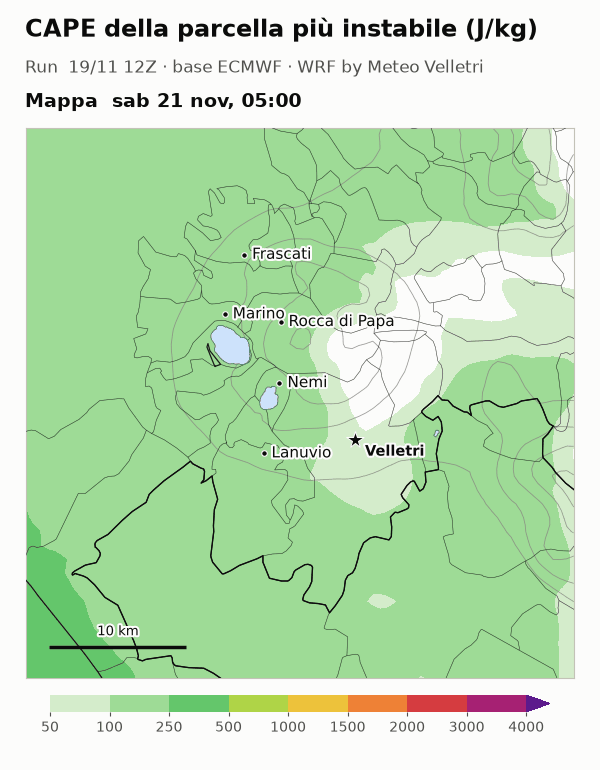 CAPE della parcella più instabile (J/kg)
Run  19/11 12Z · base ECMWF · WRF by Meteo Velletri
Mappa  sab 21 nov, 05:00
Frascati
Marino
Rocca di Papa
Nemi
Velletri
Lanuvio
10 km
50 100 250 500 1000 1500 2000 3000 4000